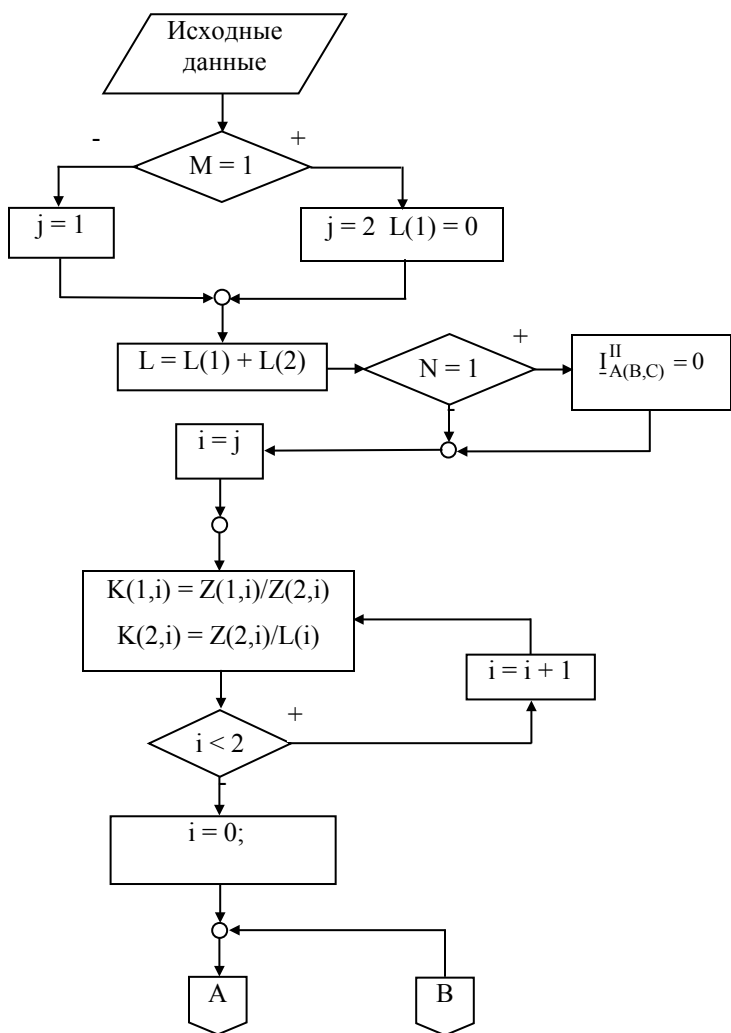 Исходные
данные
-
+
M = 1
j = 1
j = 2 L(1) = 0
L = L(1) + L(2)
+
N = 1
-
I^II_A(B,C) = 0
i = j
K(1,i) = Z(1,i)/Z(2,i)
K(2,i) = Z(2,i)/L(i)
i = i + 1
+
i < 2
-
i = 0;
A
B